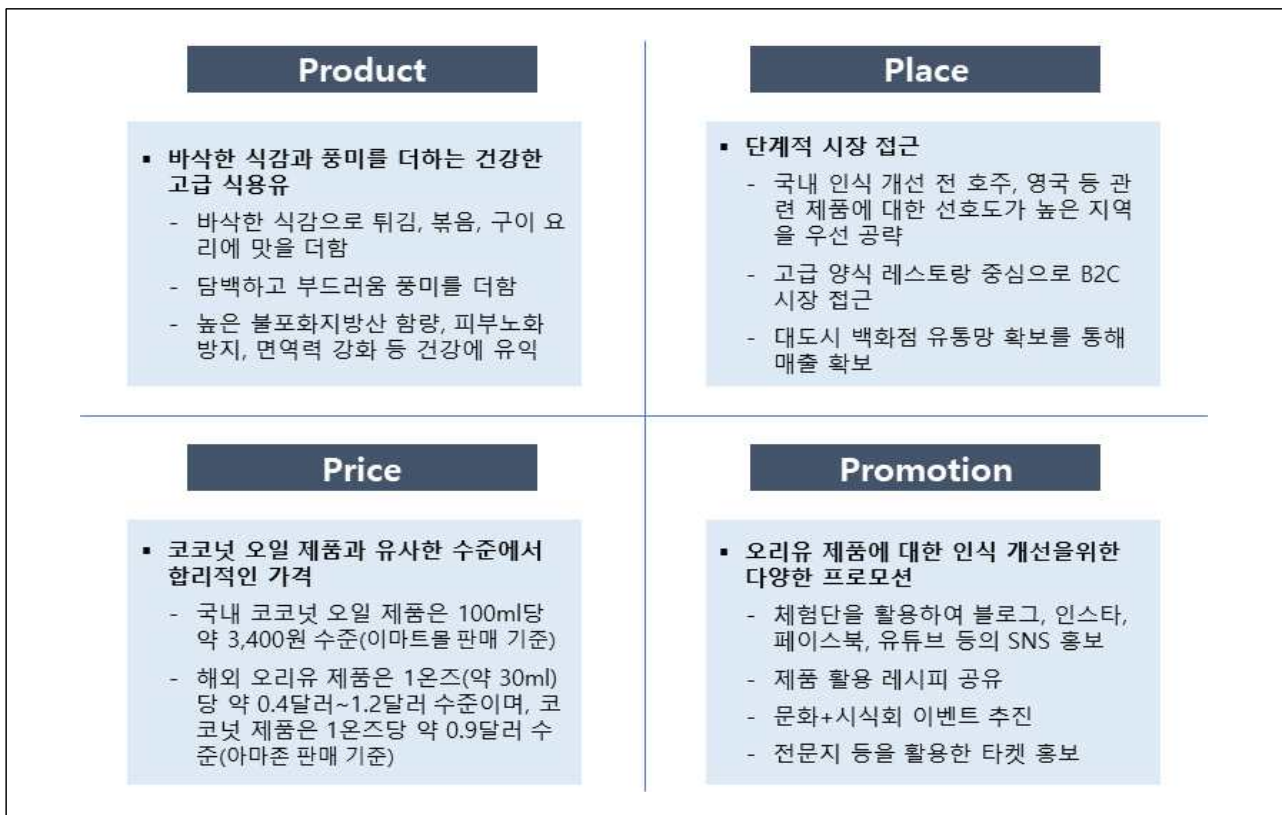 Product
▪ 바삭한 식감과 풍미를 더하는 건강한
고급 식용유
- 바삭한 식감으로 튀김, 볶음, 구이 요
리에 맛을 더함
- 담백하고 부드러움 풍미를 더함
- 높은 불포화지방산 함량, 피부노화
방지, 면역력 강화 등 건강에 유익
Place
▪ 단계적 시장 접근
- 국내 인식 개선 전 호주, 영국 등 관
련 제품에 대한 선호도가 높은 지역
을 우선 공략
- 고급 양식 레스토랑 중심으로 B2C
시장 접근
- 대도시 백화점 유통망 확보를 통해
매출 확보
Price
▪ 코코넛 오일 제품과 유사한 수준에서
합리적인 가격
- 국내 코코넛 오일 제품은 100ml당
약 3,400원 수준(이마트몰 판매 기준)
- 해외 오리유 제품은 1온즈(약 30ml)
당 약 0.4달러~1.2달러 수준이며, 코
코넛 제품은 1온즈당 약 0.9달러 수
준(아마존 판매 기준)
Promotion
▪ 오리유 제품에 대한 인식 개선을위한
다양한 프로모션
- 체험단을 활용하여 블로그, 인스타,
페이스북, 유튜브 등의 SNS 홍보
- 제품 활용 레시피 공유
- 문화+시식회 이벤트 추진
- 전문지 등을 활용한 타켓 홍보